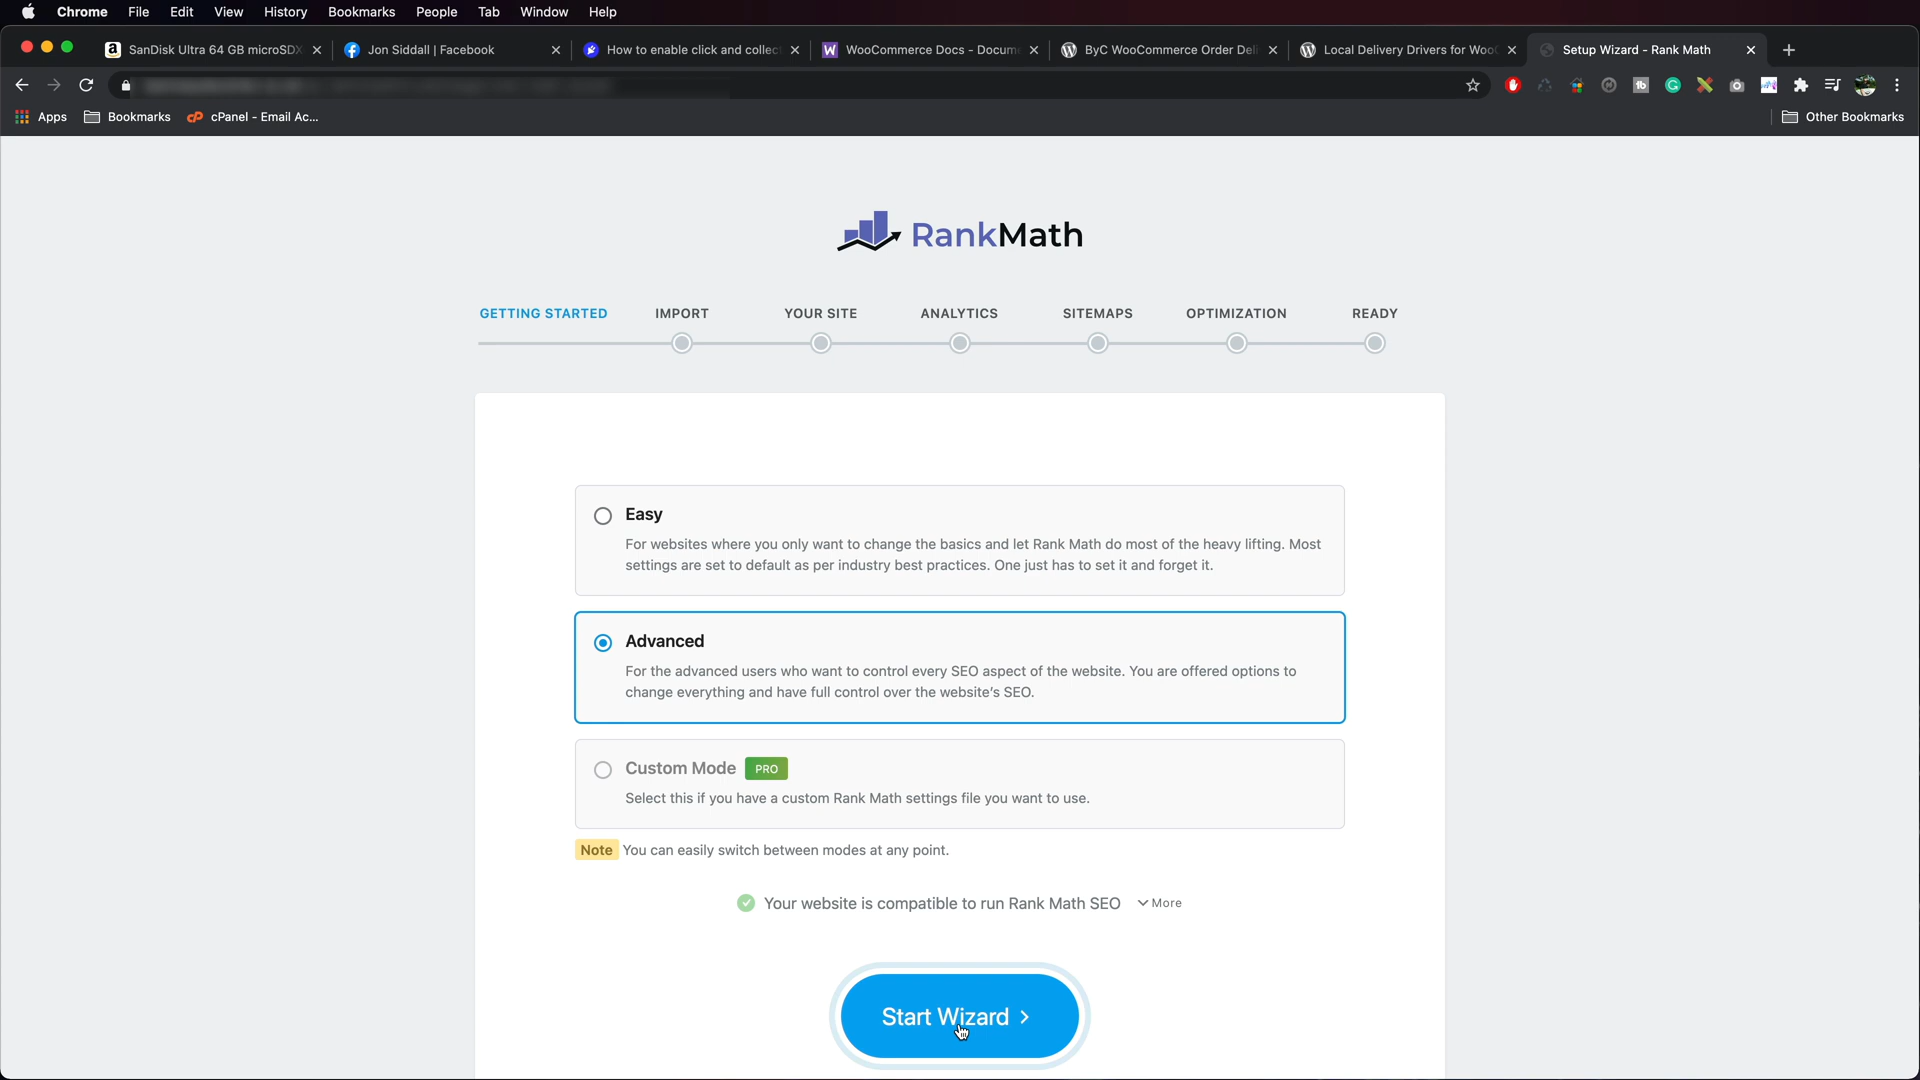 Chrome File Edit View History Bookmarks People Tab Window Help
SanDisk Ultra 64 GB microSDX
Jon Siddall | Facebook
How to enable click and collec
WooCommerce Docs - Docum
ByC WooCommerce Order Deli
Local Delivery Drivers for Woo
Setup Wizard - Rank Math
Apps
Bookmarks
cPanel - Email Ac...
Other Bookmarks
RankMath
GETTING STARTED IMPORT YOUR SITE ANALYTICS SITEMAPS OPTIMIZATION READY
Easy
For websites where you only want to change the basics and let Rank Math do most of the heavy lifting. Most
settings are set to default as per industry best practices. One just has to set it and forget it.
Advanced
For the advanced users who want to control every SEO aspect of the website. You are offered options to
change everything and have full control over the website's SEO.
Custom Mode PRO
Select this if you have a custom Rank Math settings file you want to use.
Note You can easily switch between modes at any point.
Your website is compatible to run Rank Math SEO More
Start Wizard